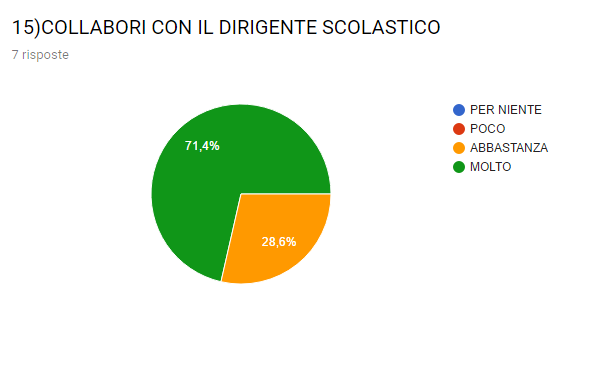 15)COLLABORI CON IL DIRIGENTE SCOLASTICO
7 risposte
PER NIENTE
POCO
ABBASTANZA
MOLTO
71,4%
28,6%